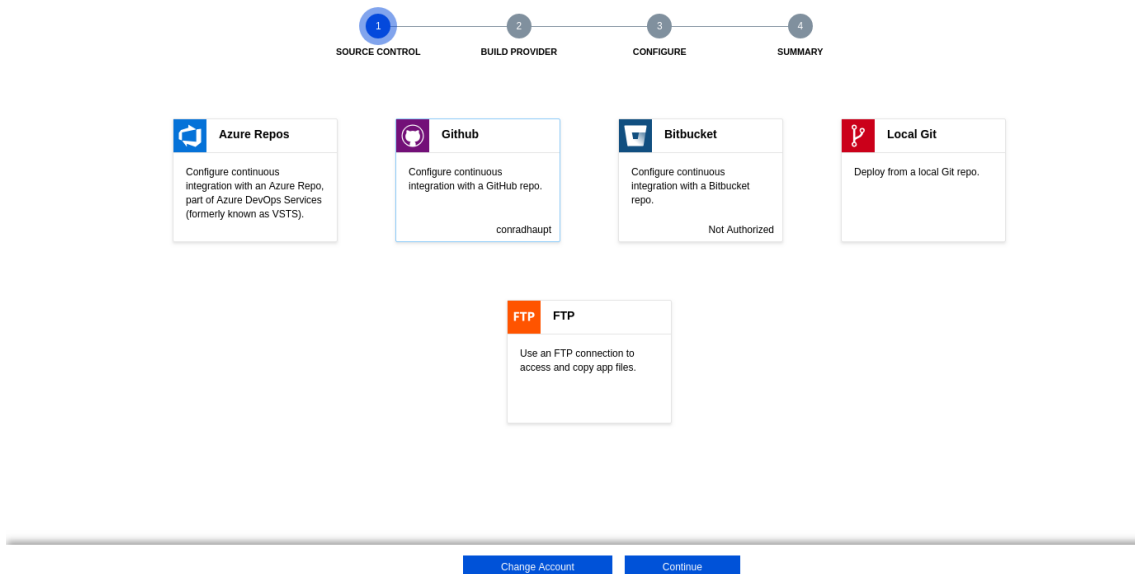 1
2
3
4
SOURCE CONTROL
BUILD PROVIDER
CONFIGURE
SUMMARY
Azure Repos
Configure continuous
integration with an Azure Repo,
part of Azure DevOps Services
(formerly known as VSTS).
Github
Configure continuous
integration with a GitHub repo.
conradhaupt
Bitbucket
Configure continuous
integration with a Bitbucket
repo.
Not Authorized
Local Git
Deploy from a local Git repo.
FTP
FTP
Use an FTP connection to
access and copy app files.
Change Account
Continue